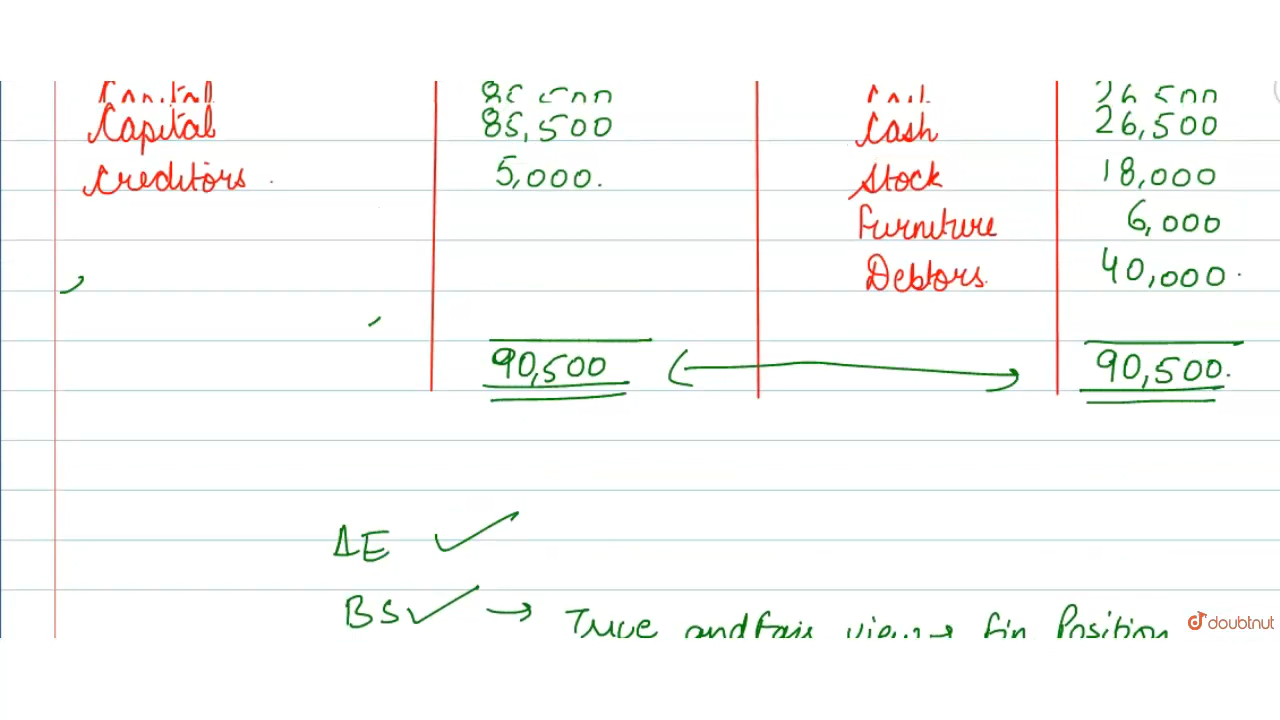 Capital 85,500 Cash 26,500
Creditors 5,000 Stock 18,000
Furniture 6,000
Debtors 40,000
90,500 90,500
AE ✓
BS ✓ → True and Fair view → fin Position
doubtnut